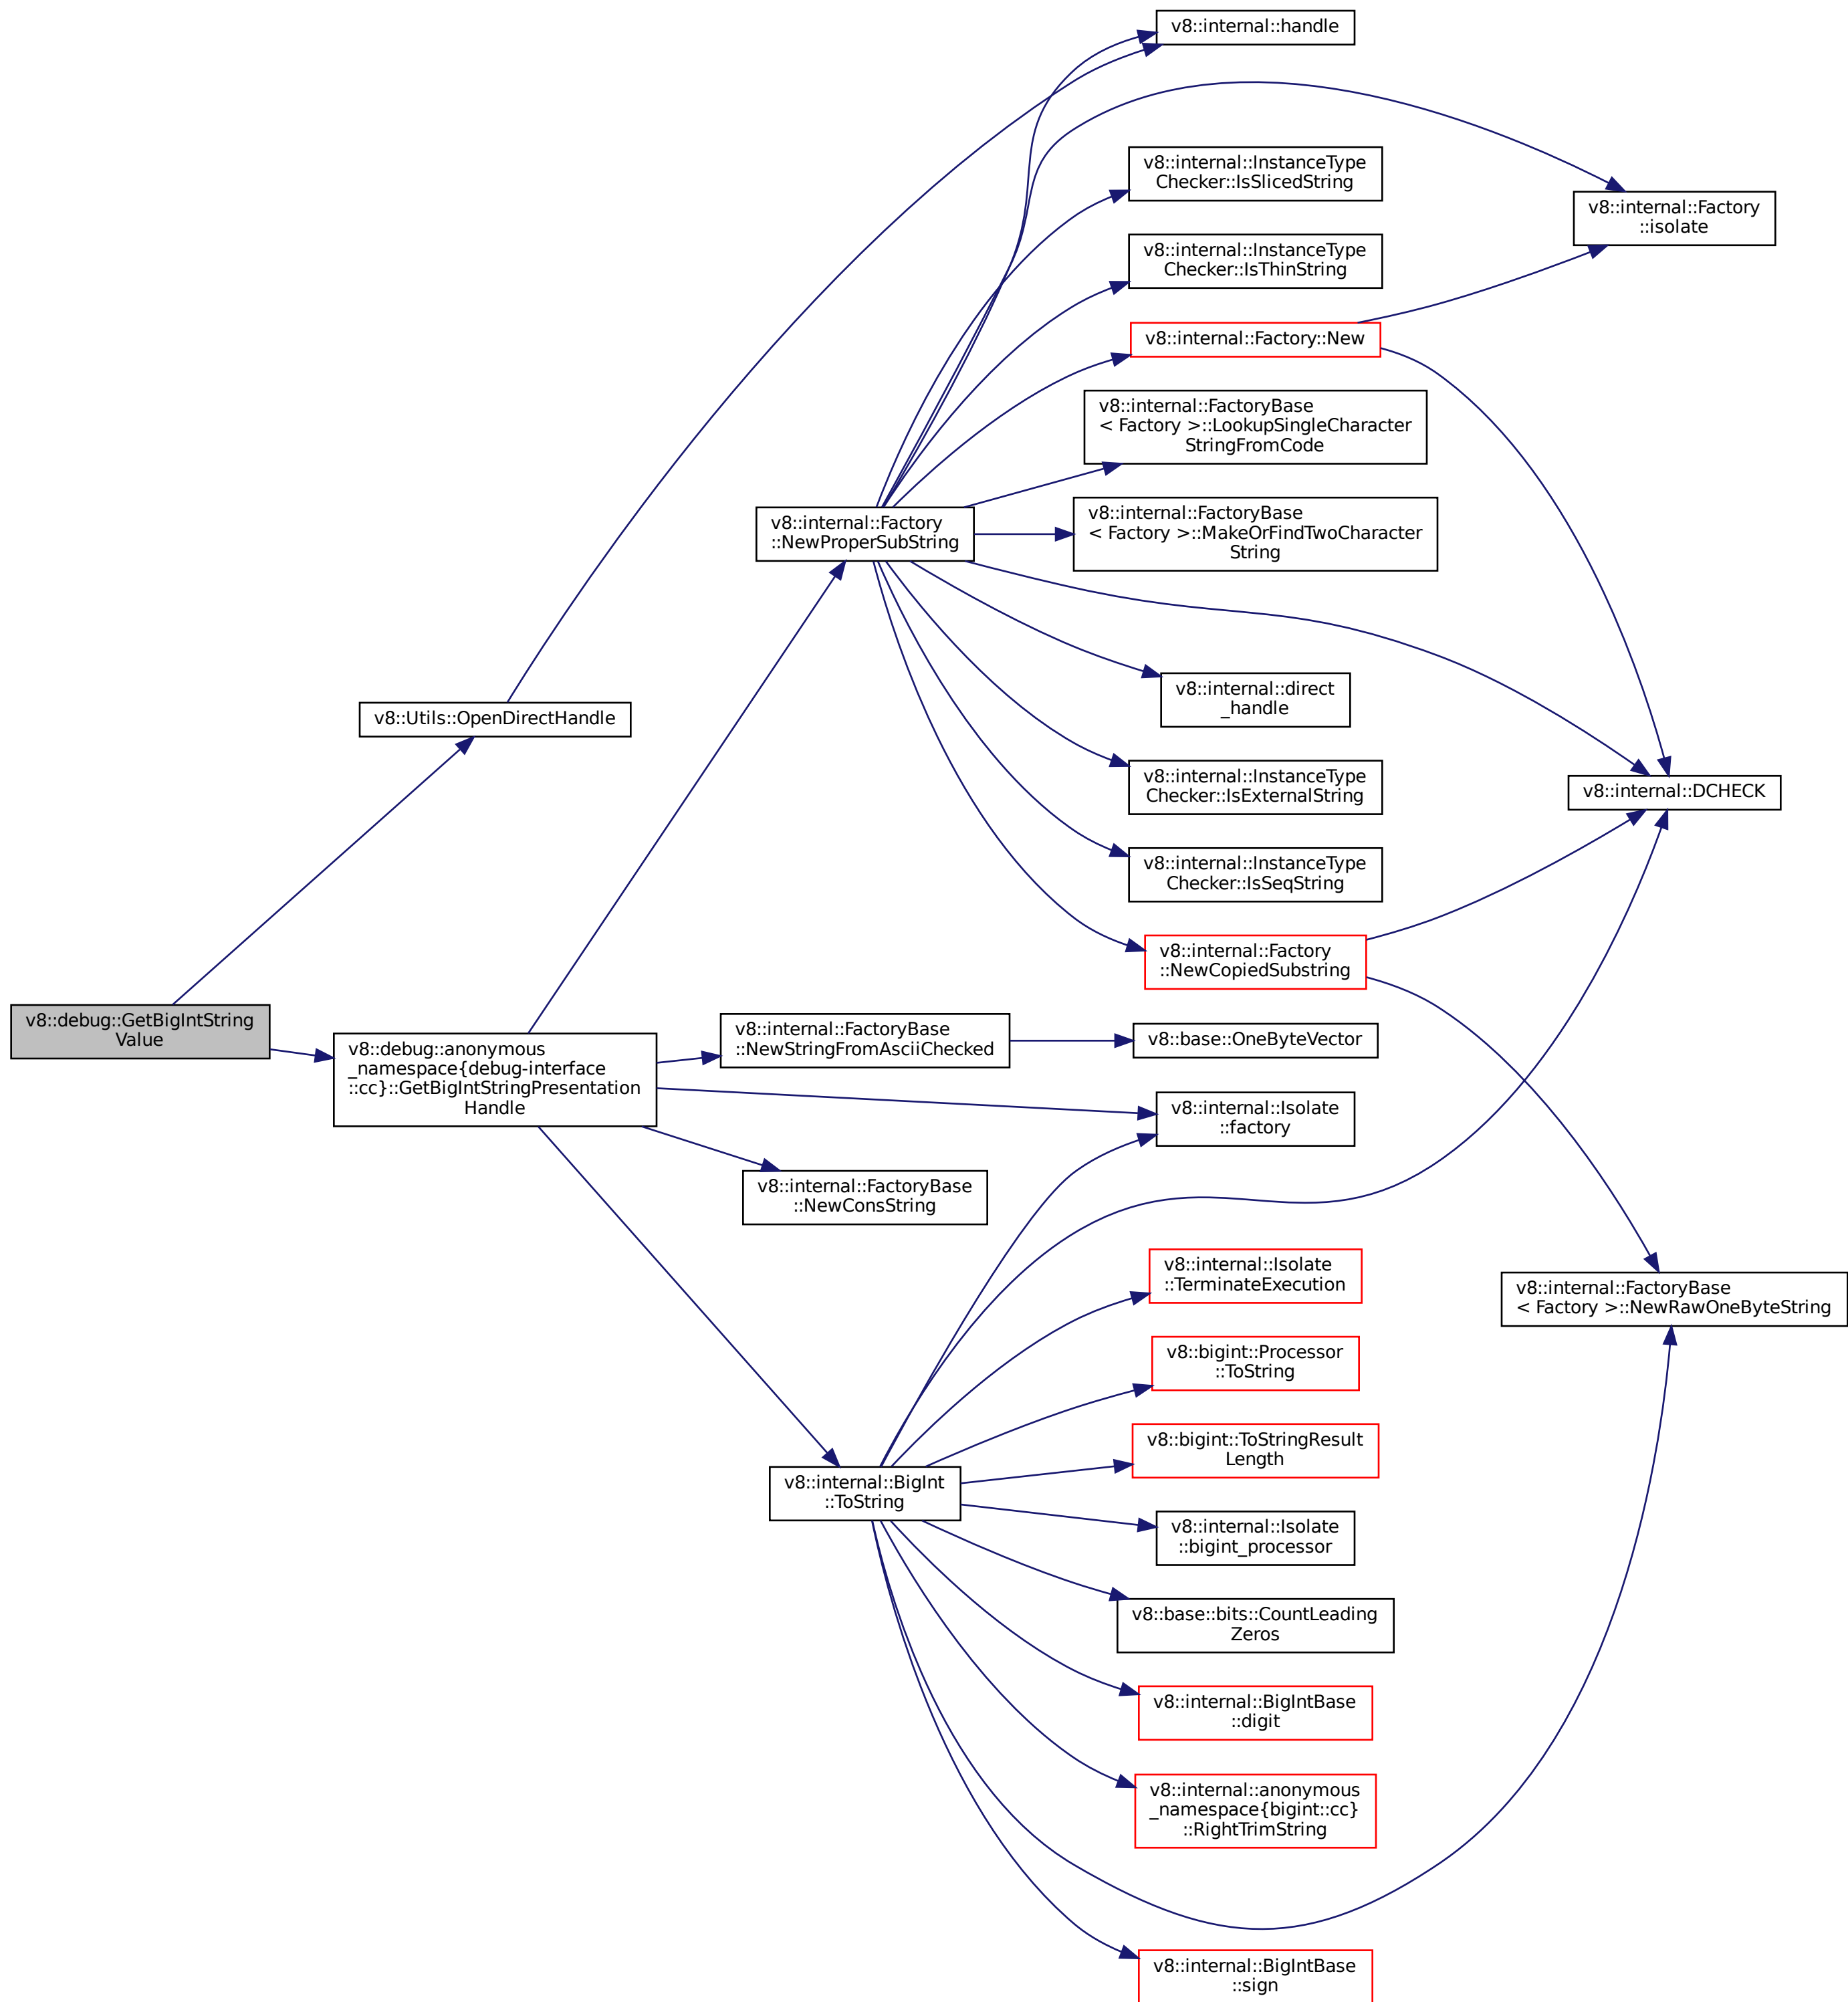 v8::internal::handle
v8::internal::InstanceType
Checker::IsSlicedString
v8::internal::Factory
::isolate
v8::internal::InstanceType
Checker::IsThinString
v8::internal::Factory::New
v8::internal::FactoryBase
< Factory >::LookupSingleCharacter
StringFromCode
v8::internal::Factory
::NewProperSubString
v8::internal::FactoryBase
< Factory >::MakeOrFindTwoCharacter
String
v8::internal::direct
_handle
v8::Utils::OpenDirectHandle
v8::internal::InstanceType
Checker::IsExternalString
v8::internal::DCHECK
v8::internal::InstanceType
Checker::IsSeqString
v8::internal::Factory
::NewCopiedSubstring
v8::debug::GetBigIntString
Value
v8::debug::anonymous
_namespace{debug-interface
::cc}::GetBigIntStringPresentation
Handle
v8::internal::FactoryBase
::NewStringFromAsciiChecked
v8::base::OneByteVector
v8::internal::Isolate
::factory
v8::internal::FactoryBase
::NewConsString
v8::internal::Isolate
::TerminateExecution
v8::internal::FactoryBase
< Factory >::NewRawOneByteString
v8::bigint::Processor
::ToString
v8::bigint::ToStringResult
Length
v8::internal::BigInt
::ToString
v8::internal::Isolate
::bigint_processor
v8::base::bits::CountLeading
Zeros
v8::internal::BigIntBase
::digit
v8::internal::anonymous
_namespace{bigint::cc}
::RightTrimString
v8::internal::BigIntBase
::sign